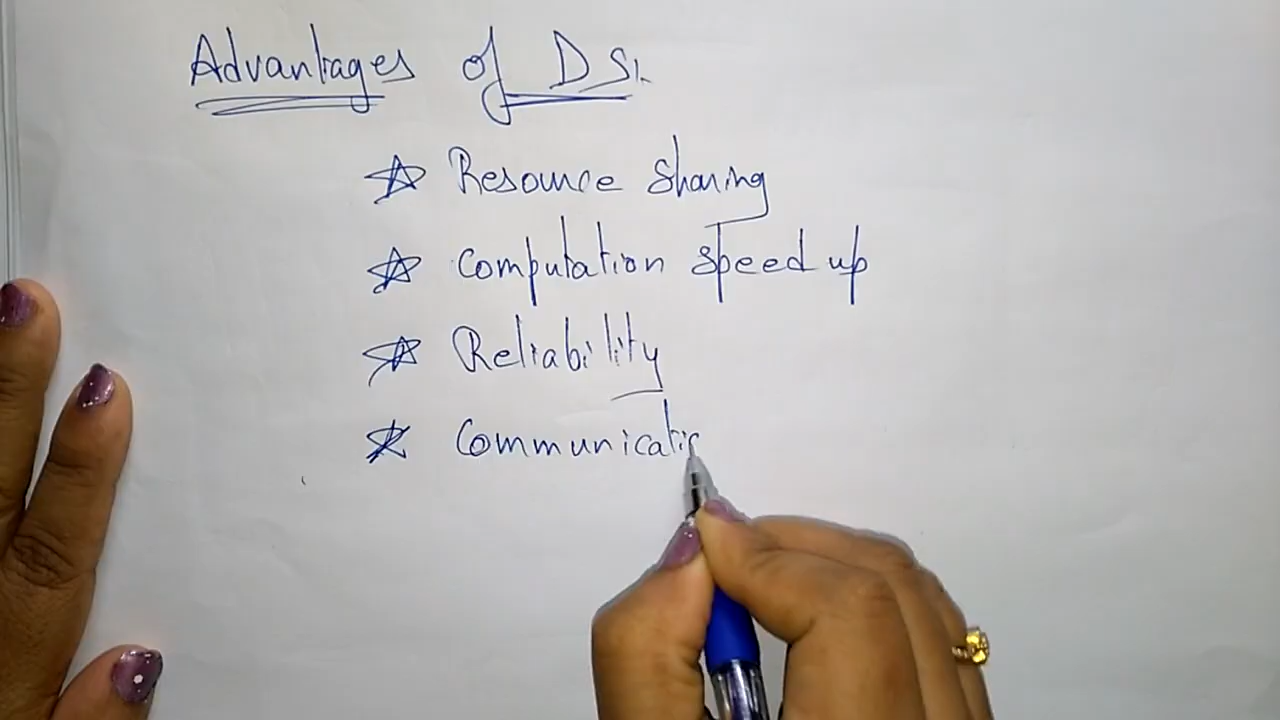 Advantages of DS:-
* Resource sharing
* Computation speed up
* Reliability
* Communicatio